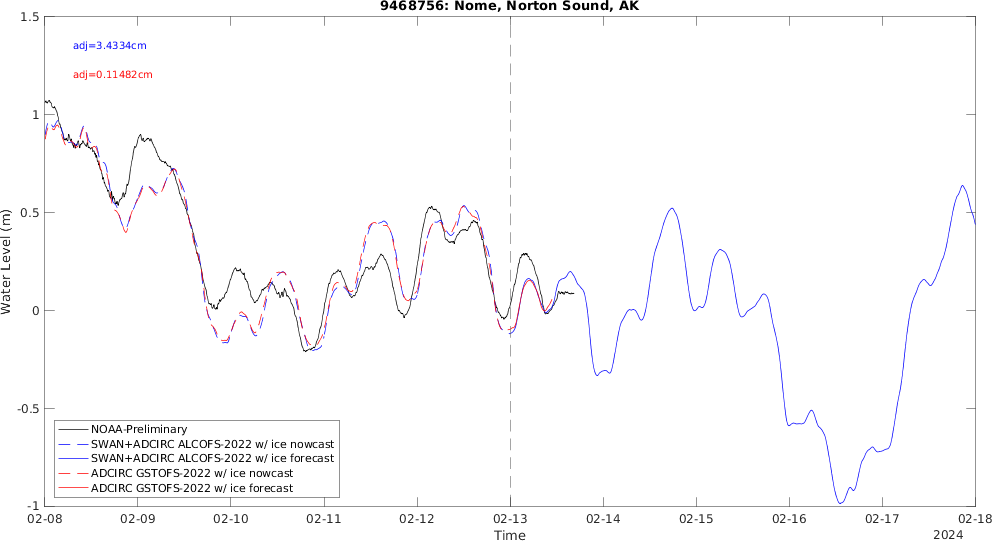 9468756: Nome, Norton Sound, AK
1.5
adj=3.4334cm
adj=0.11482cm
1
0.5
Water Level (m)
0
-0.5
NOAA-Preliminary
SWAN+ADCIRC ALCOFS-2022 w/ ice nowcast
SWAN+ADCIRC ALCOFS-2022 w/ ice forecast
ADCIRC GSTOFS-2022 w/ ice nowcast
ADCIRC GSTOFS-2022 w/ ice forecast
-1
02-08 02-09 02-10 02-11 02-12 02-13 02-14 02-15 02-16 02-17 02-18
Time
2024